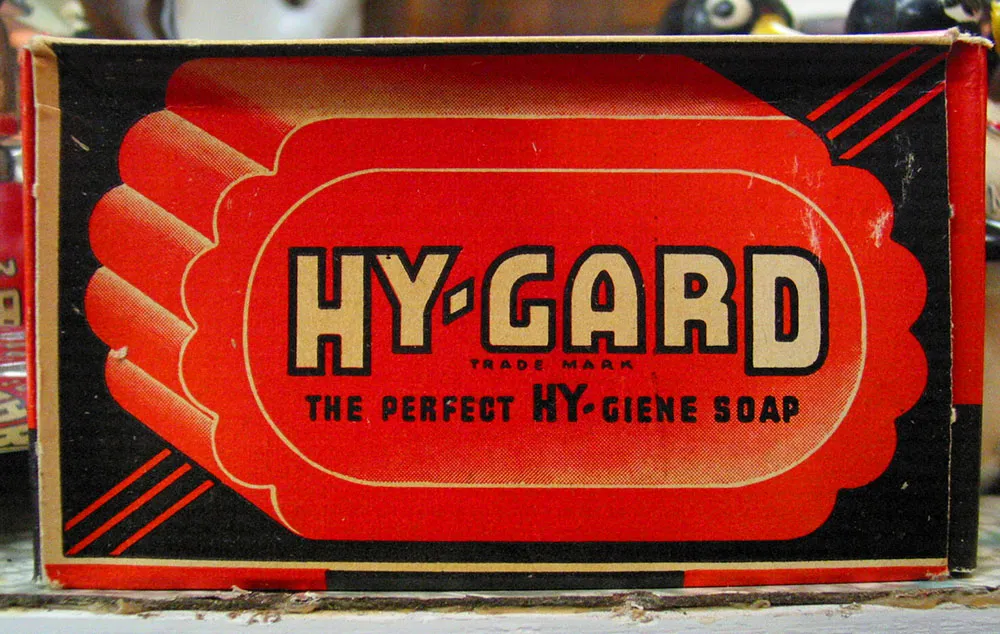 HY-GARD
TRADE MARK
THE PERFECT HY-GIENE SOAP